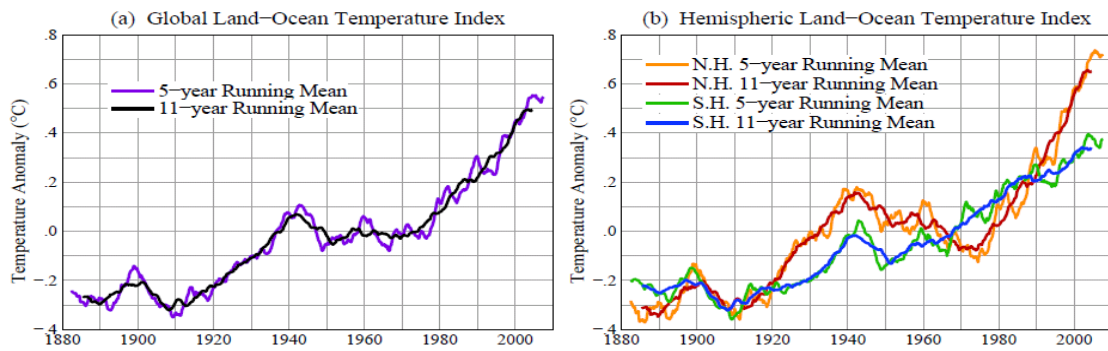 (a) Global Land−Ocean Temperature Index
.8
.6
.4
.2
.0
−.2
−.4
Temperature Anomaly (°C)
5−year Running Mean
11−year Running Mean
1880 1900 1920 1940 1960 1980 2000
(b) Hemispheric Land−Ocean Temperature Index
.8
.6
.4
.2
.0
−.2
−.4
Temperature Anomaly (°C)
N.H. 5−year Running Mean
N.H. 11−year Running Mean
S.H. 5−year Running Mean
S.H. 11−year Running Mean
1880 1900 1920 1940 1960 1980 2000